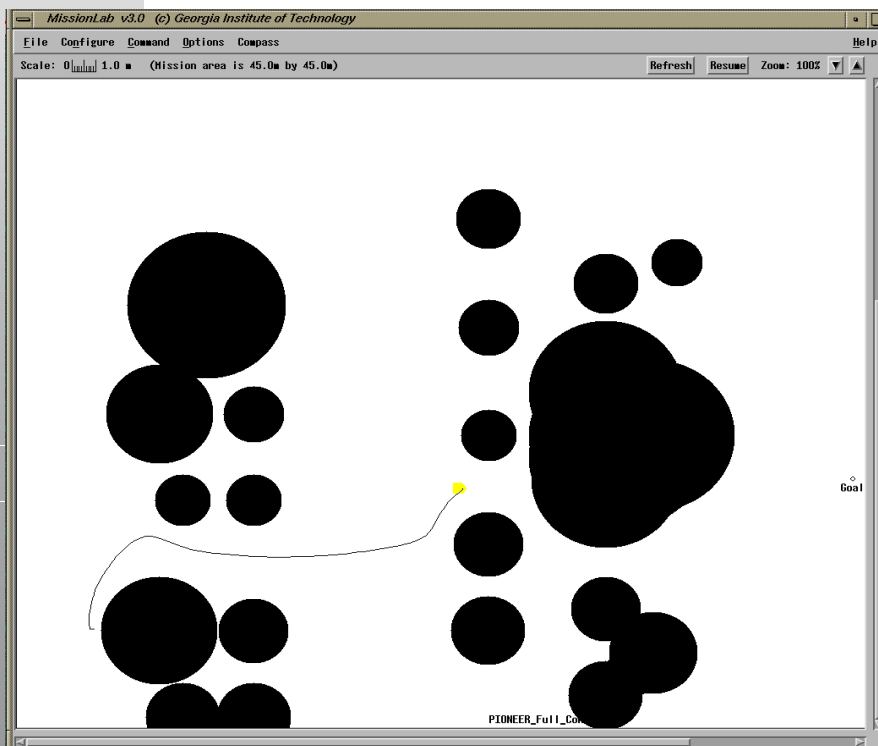 MissionLab v3.0 (c) Georgia Institute of Technology
File Configure Command Options Compass Help
Scale: 0 1.0 m (Mission area is 45.0m by 45.0m) Refresh Resume Zoom: 100%
Goal